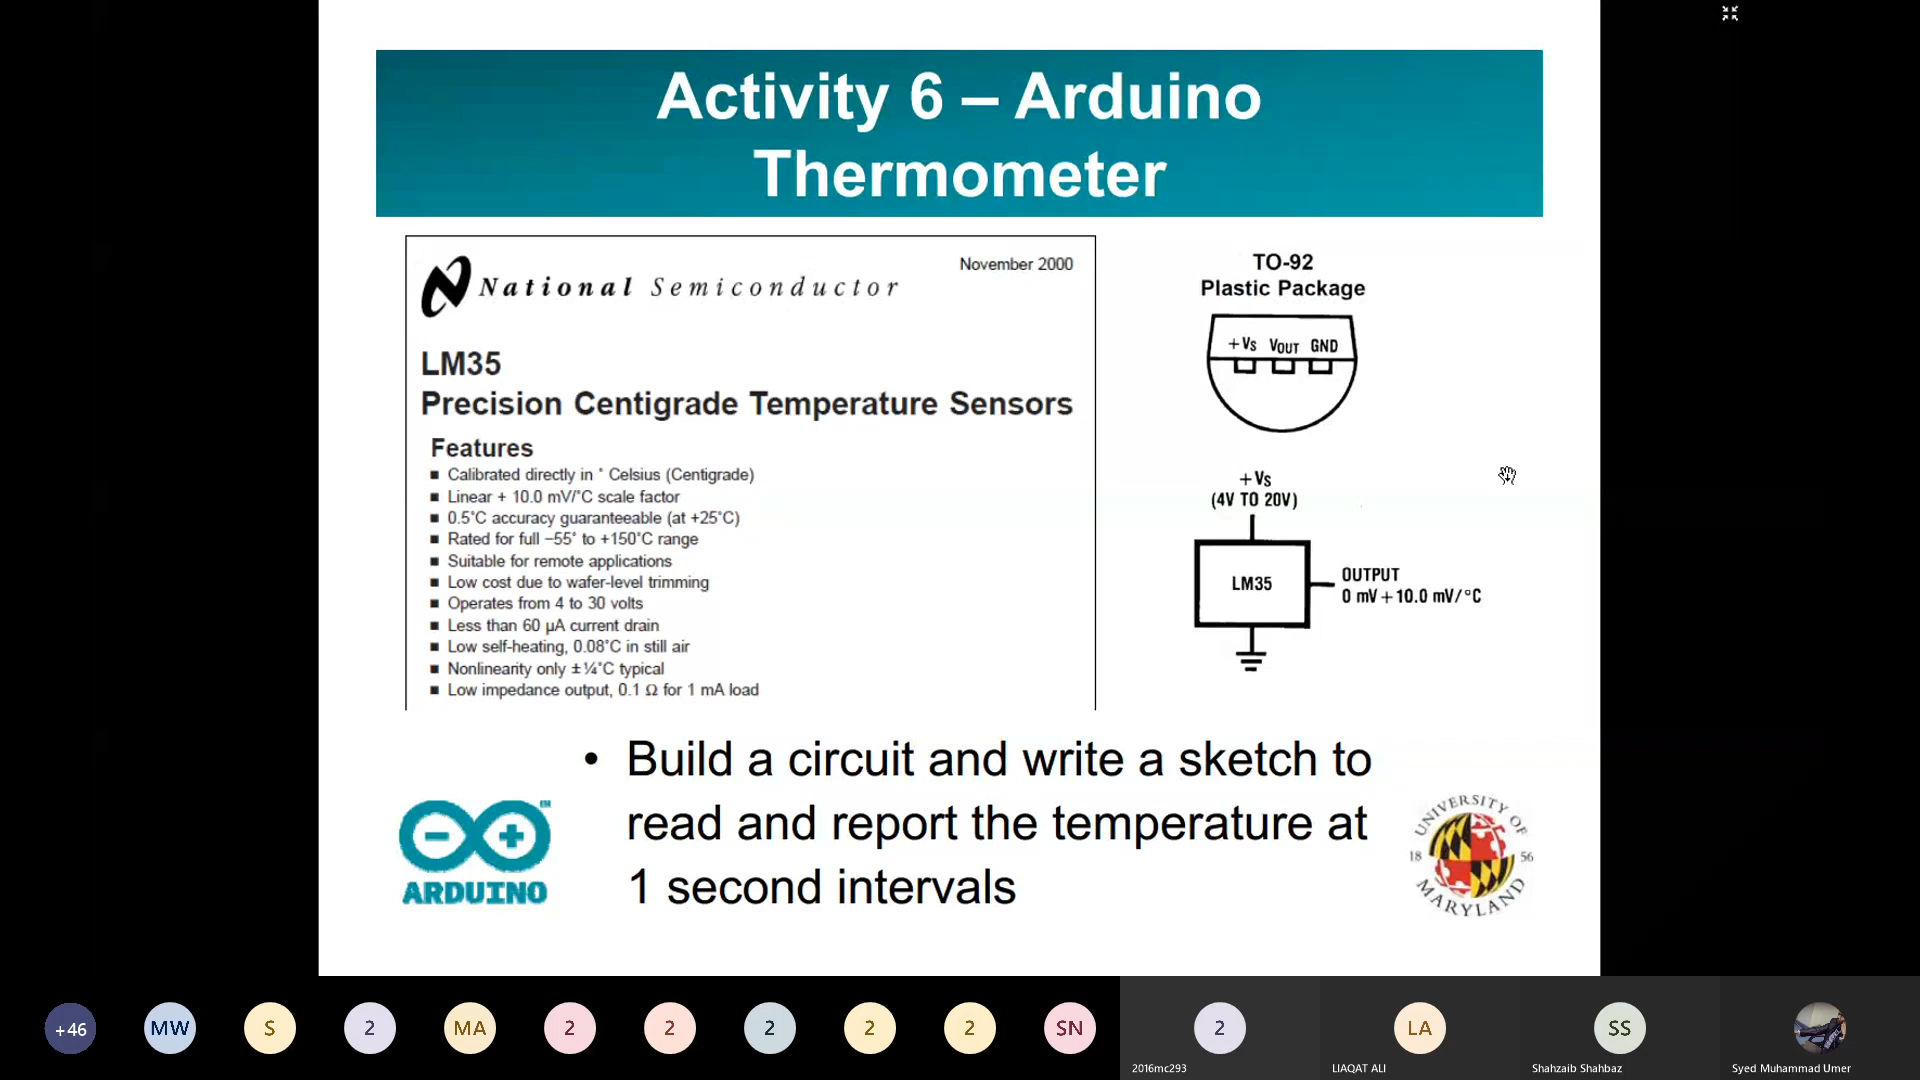 Activity 6 – Arduino
Thermometer
November 2000
National Semiconductor
LM35
Precision Centigrade Temperature Sensors
Features
■ Calibrated directly in ˚ Celsius (Centigrade)
■ Linear + 10.0 mV/˚C scale factor
■ 0.5˚C accuracy guaranteeable (at +25˚C)
■ Rated for full −55˚ to +150˚C range
■ Suitable for remote applications
■ Low cost due to wafer-level trimming
■ Operates from 4 to 30 volts
■ Less than 60 µA current drain
■ Low self-heating, 0.08˚C in still air
■ Nonlinearity only ±¼˚C typical
■ Low impedance output, 0.1 Ω for 1 mA load
TO-92
Plastic Package
+VS VOUT GND
+VS
(4V TO 20V)
LM35
OUTPUT
0 mV + 10.0 mV/°C
• Build a circuit and write a sketch to
read and report the temperature at
1 second intervals
ARDUINO
TM
UNIVERSITY OF
18 56
MARYLAND
+46
MW
S
2
MA
2
2
2
2
2
SN
2
LA
SS
2016mc293
LIAQAT ALI
Shahzaib Shahbaz
Syed Muhammad Umer